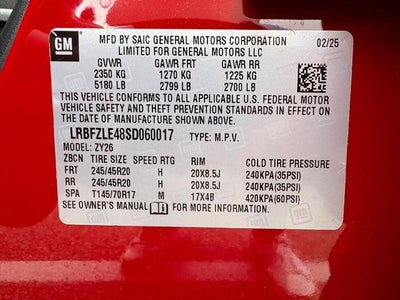 GM
MFD BY SAIC GENERAL MOTORS CORPORATION 02/25
LIMITED FOR GENERAL MOTORS LLC
GVWR GAWR FRT GAWR RR
2350 KG 1270 KG 1225 KG
5180 LB 2799 LB 2700 LB
THIS VEHICLE CONFORMS TO ALL APPLICABLE U.S. FEDERAL MOTOR
VEHICLE SAFETY AND THEFT PREVENTION STANDARDS IN EFFECT
ON THE DATE OF MANUFACTURE SHOWN ABOVE.
LRBFZLE48SD060017 TYPE: M.P.V.
MODEL: ZY26
ZBCN TIRE SIZE SPEED RTG RIM COLD TIRE PRESSURE
FRT 245/45R20 H 20X8.5J 240KPA(35PSI)
RR 245/45R20 H 20X8.5J 240KPA(35PSI)
SPA T145/70R17 M 17X4B 420KPA(60PSI)
SEE OWNER'S MANUAL FOR MORE INFORMATION.